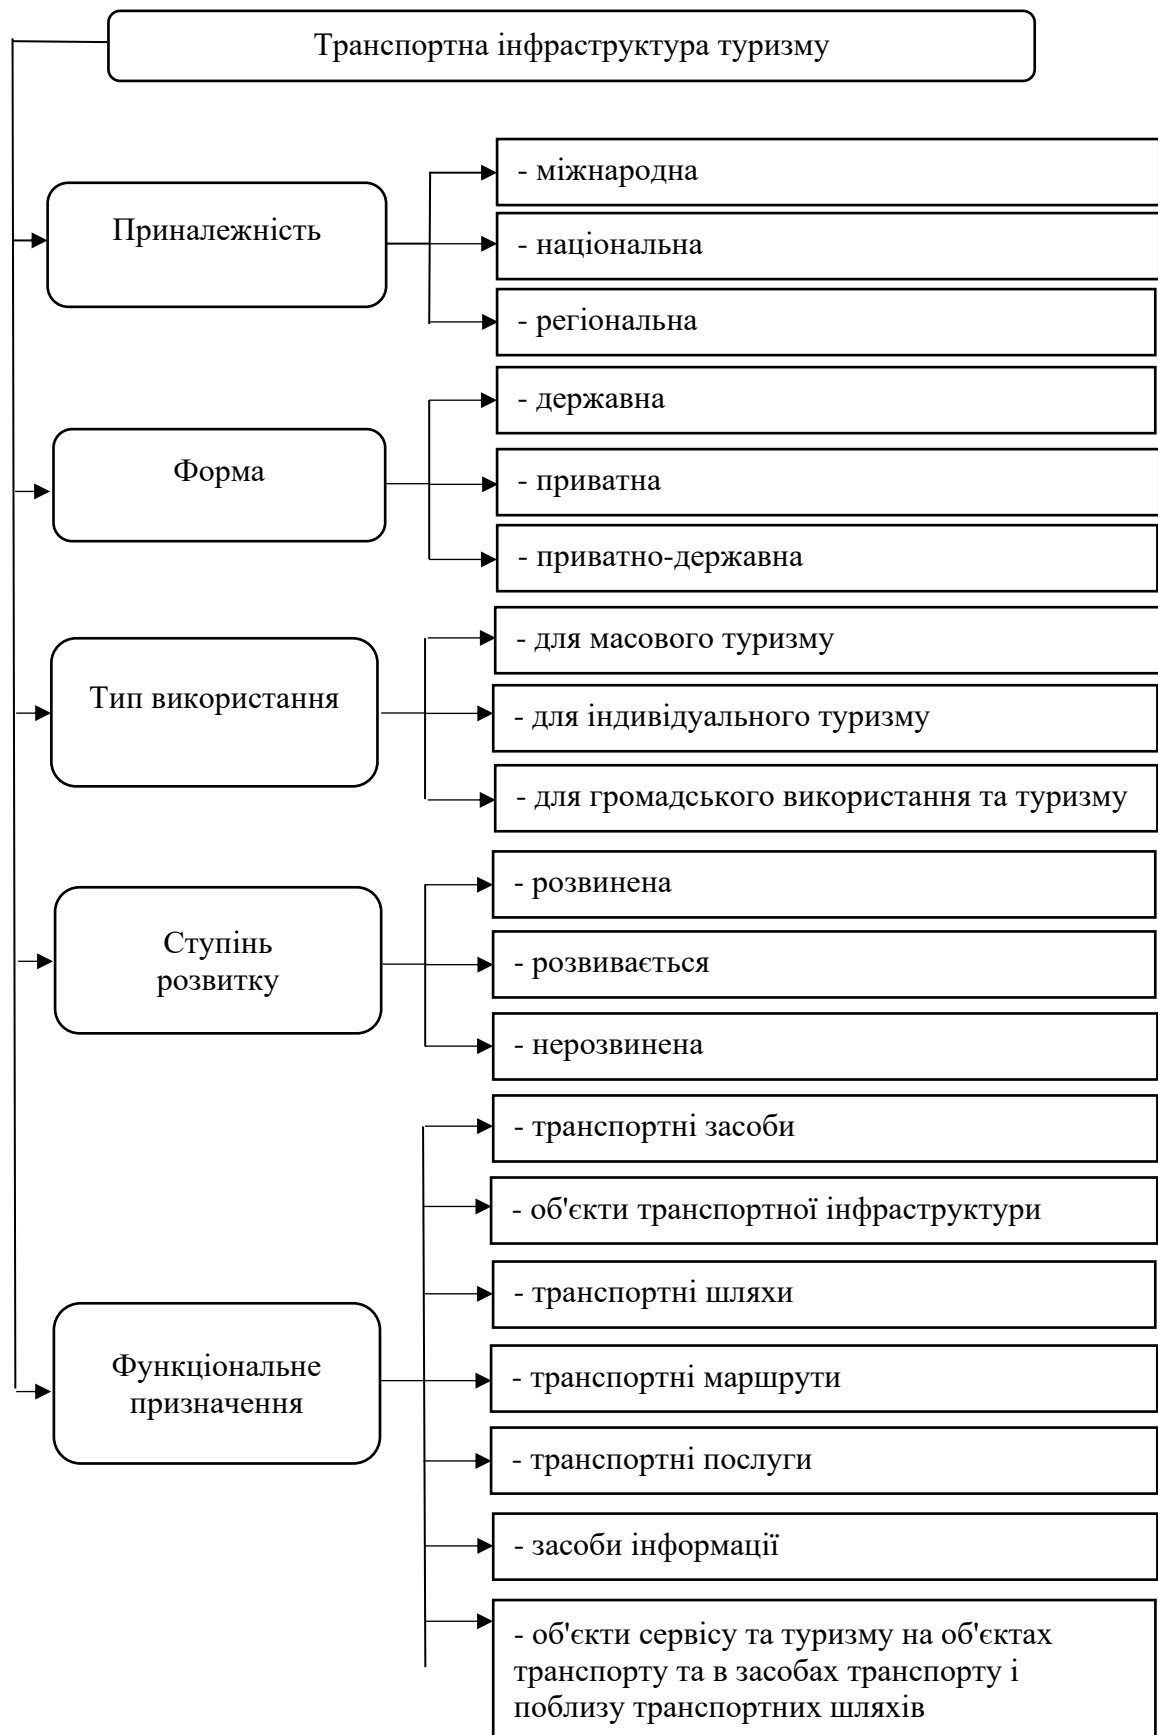 Транспортна інфраструктура туризму
Приналежність
- міжнародна
- національна
- регіональна
Форма
- державна
- приватна
- приватно-державна
Тип використання
- для масового туризму
- для індивідуального туризму
- для громадського використання та туризму
Ступінь
розвитку
- розвинена
- розвивається
- нерозвинена
Функціональне
призначення
- транспортні засоби
- об'єкти транспортної інфраструктури
- транспортні шляхи
- транспортні маршрути
- транспортні послуги
- засоби інформації
- об'єкти сервісу та туризму на об'єктах
транспорту та в засобах транспорту і
поблизу транспортних шляхів